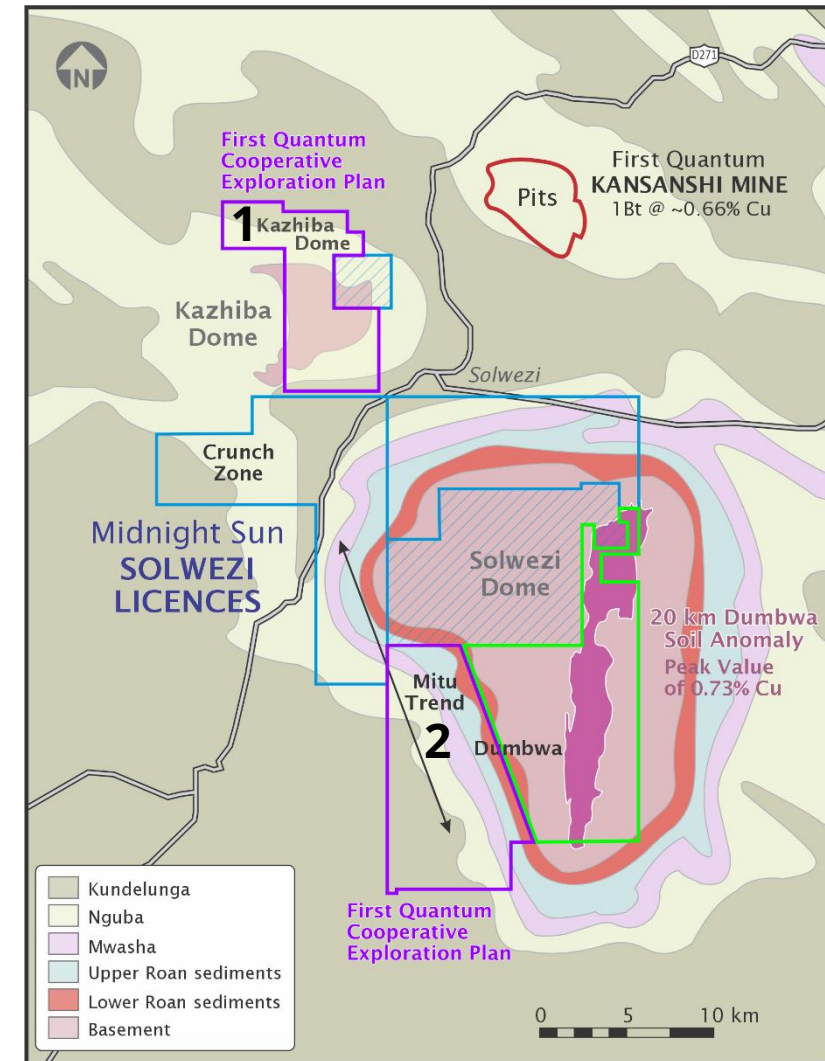 N
D271
First Quantum
Cooperative
Exploration Plan
First Quantum
KANSANSHI MINE
1Bt @ ~0.66% Cu
Pits
1
Kazhiba
Dome
Kazhiba
Dome
Solwezi
Crunch
Zone
Midnight Sun
SOLWEZI
LICENCES
Solwezi
Dome
20 km Dumbwa
Soil Anomaly
Peak Value
of 0.73% Cu
Mitu
Trend
2
Dumbwa
First Quantum
Cooperative
Exploration Plan
Kundelunga
Nguba
Mwasha
Upper Roan sediments
Lower Roan sediments
Basement
0 5 10 km